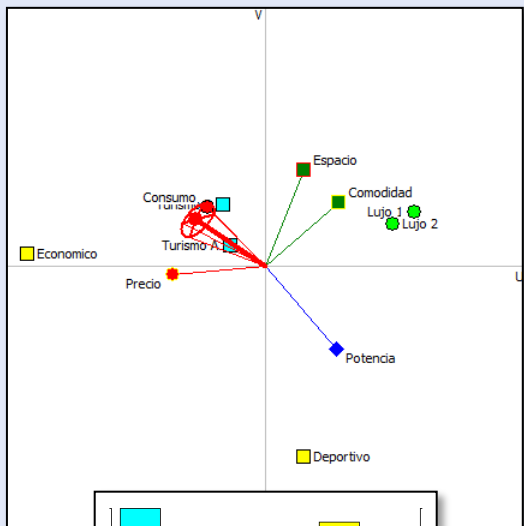 V
Espacio
Consumo
Comodidad
Lujo 1
Lujo 2
Turismo A
Economico
U
Precio
Potencia
Deportivo